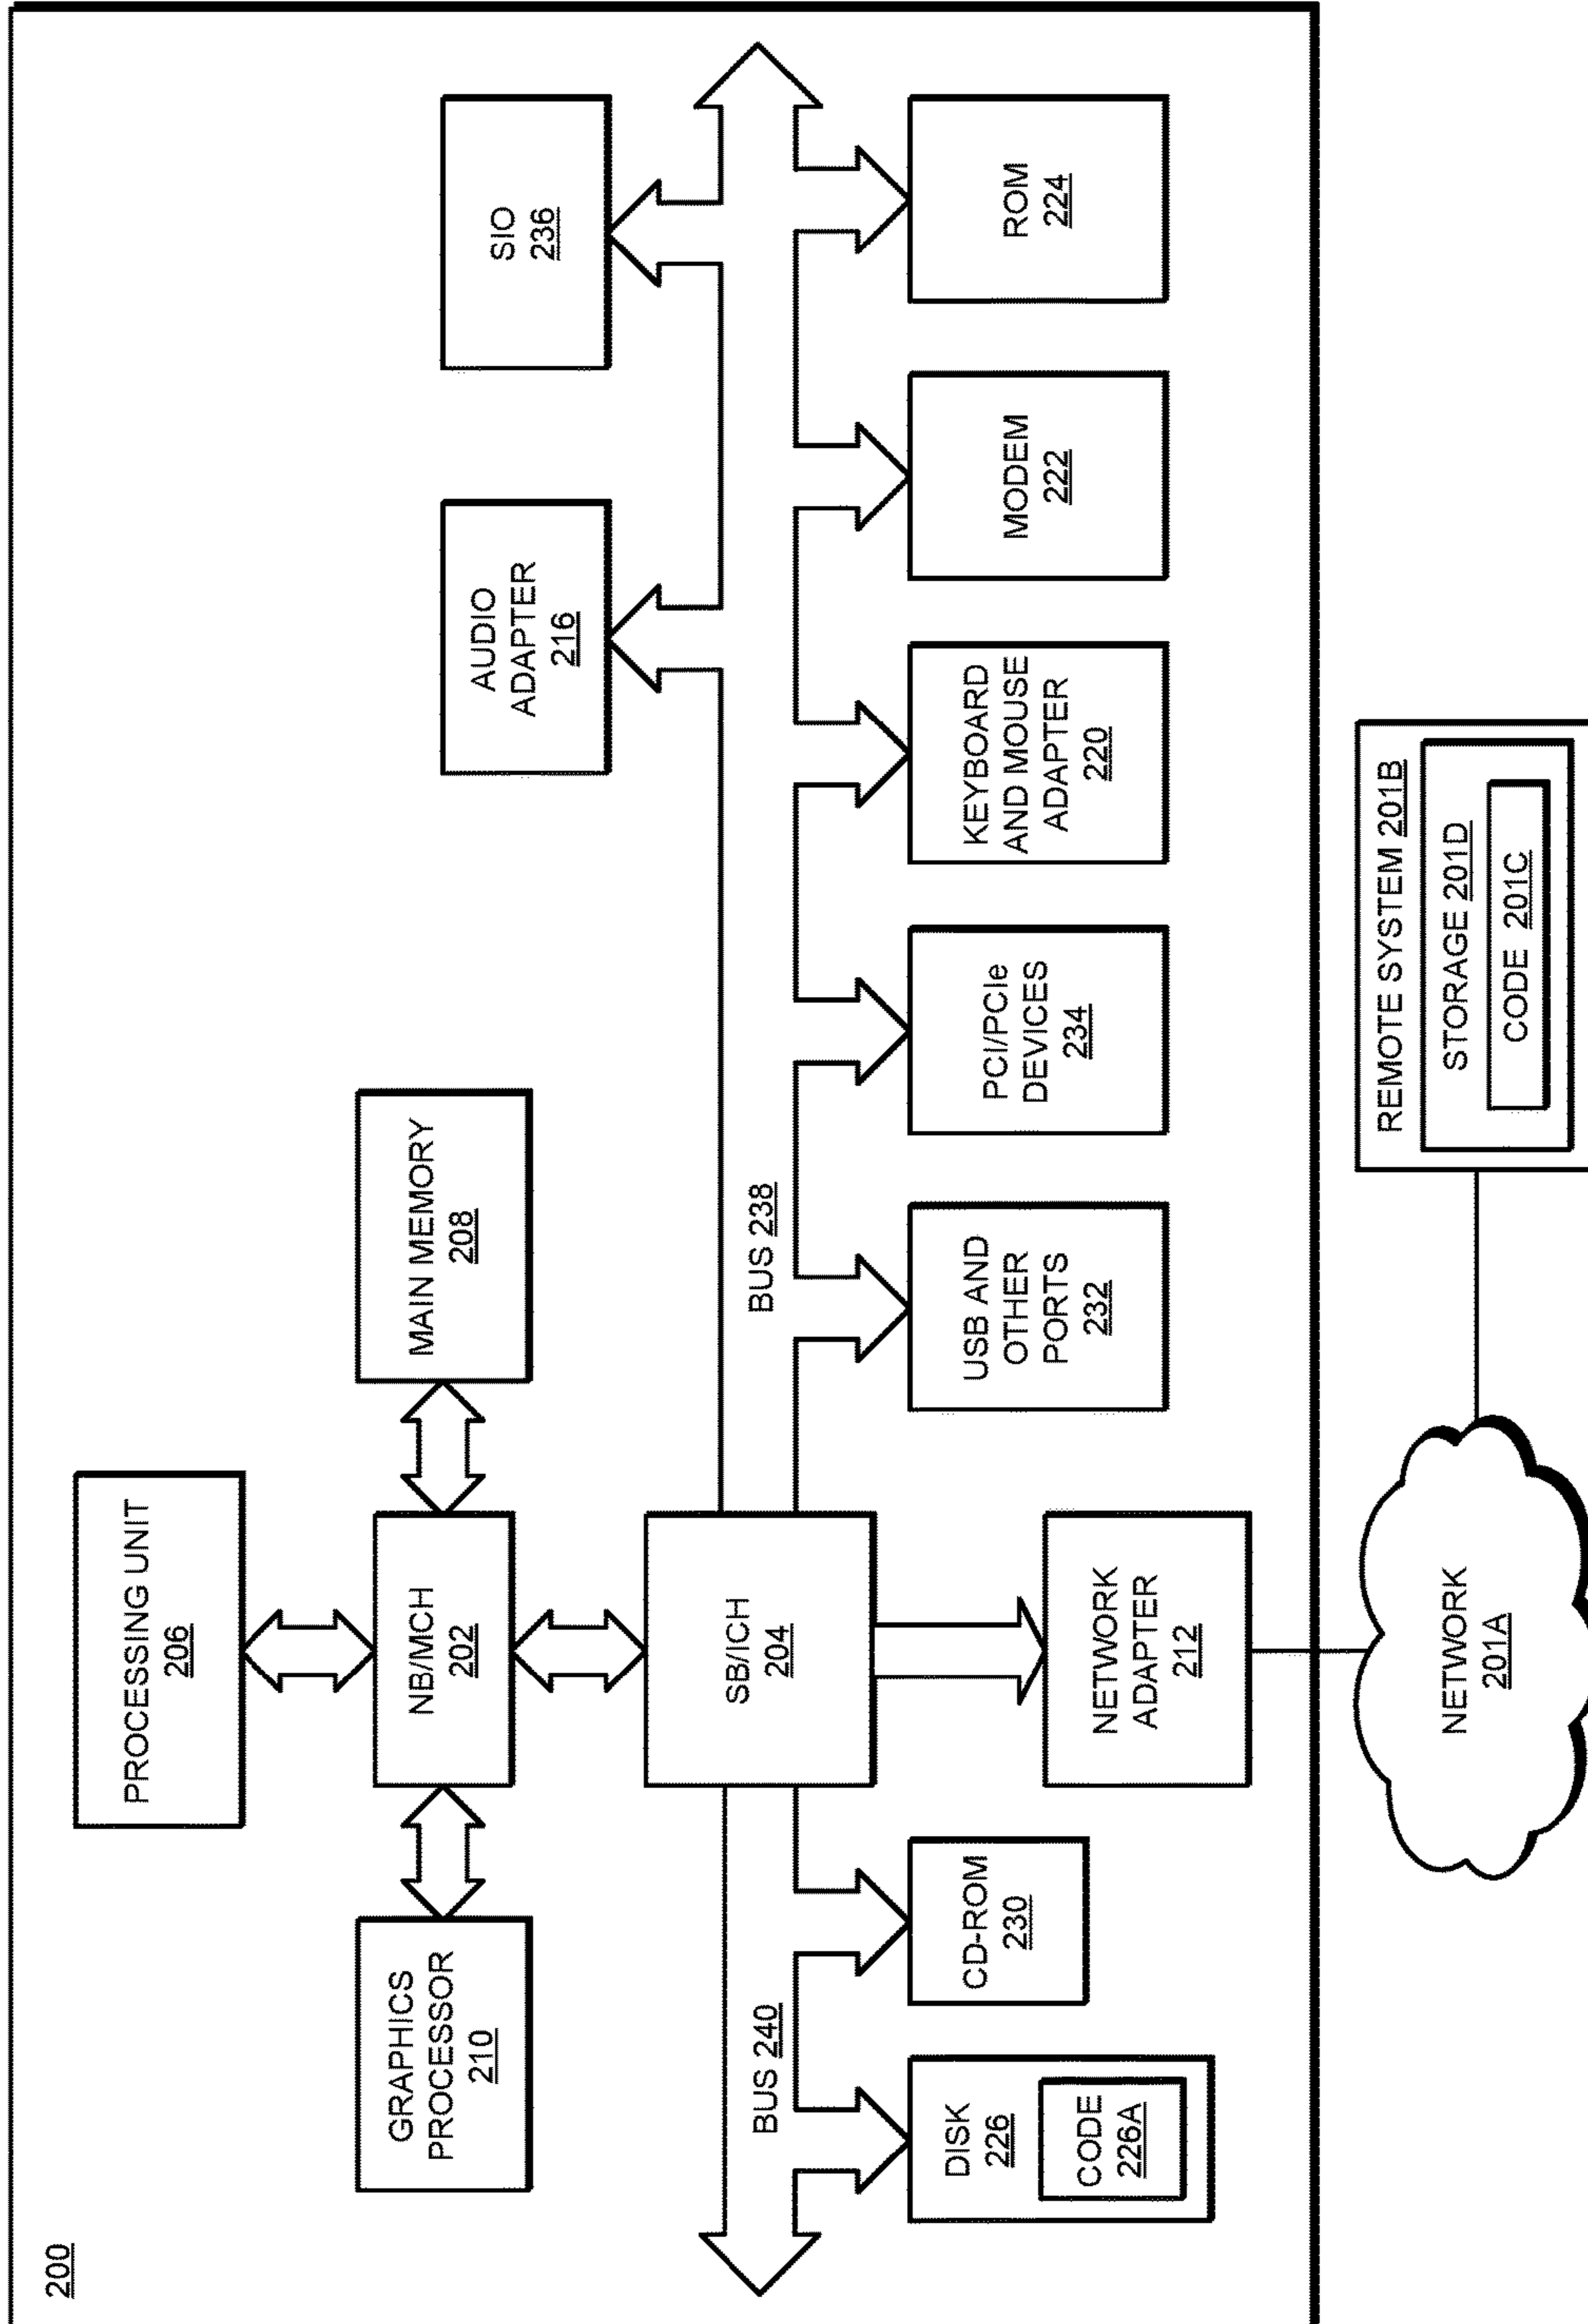 200
PROCESSING UNIT
206
GRAPHICS
PROCESSOR
210
NB/MCH
202
MAIN MEMORY
208
AUDIO
ADAPTER
216
SIO
236
SB/ICH
204
BUS 240
BUS 238
DISK
226
CODE
226A
CD-ROM
230
NETWORK
ADAPTER
212
USB AND
OTHER
PORTS
232
PCI/PCIe
DEVICES
234
KEYBOARD
AND MOUSE
ADAPTER
220
MODEM
222
ROM
224
NETWORK
201A
REMOTE SYSTEM 201B
STORAGE 201D
CODE 201C